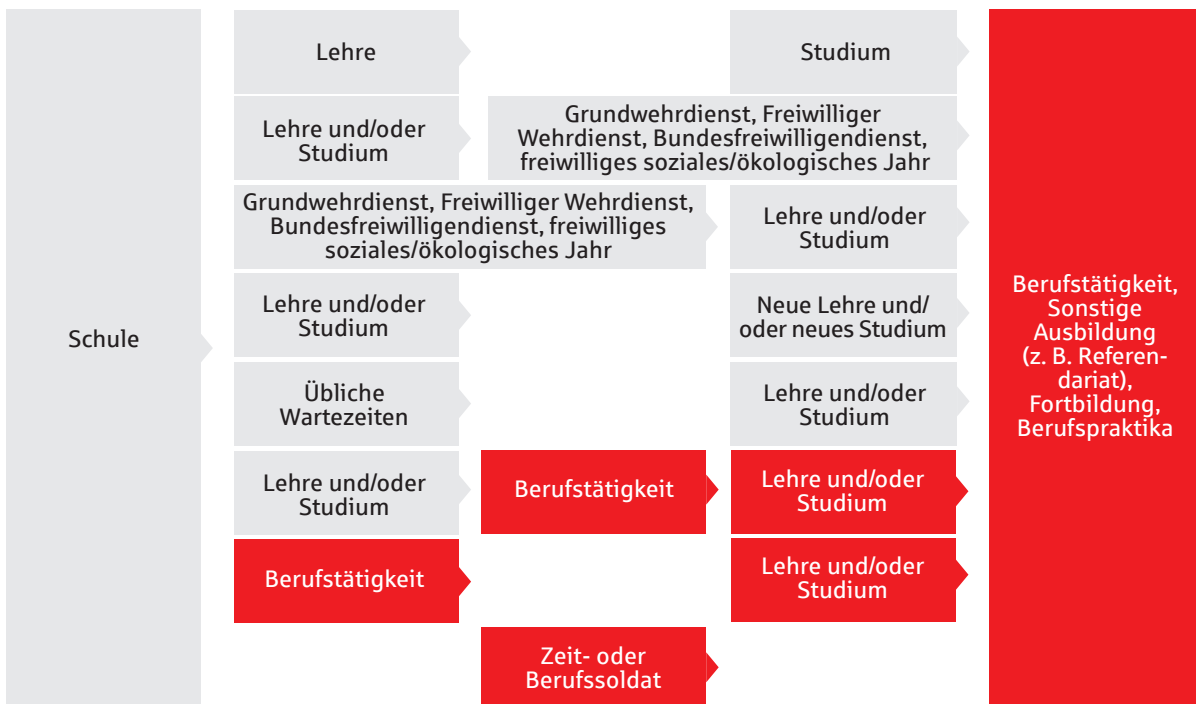 Schule
Lehre
Studium
Lehre und/oder
Studium
Grundwehrdienst, Freiwilliger
Wehrdienst, Bundesfreiwilligendienst,
freiwilliges soziales/ökologisches Jahr
Grundwehrdienst, Freiwilliger Wehrdienst,
Bundesfreiwilligendienst, freiwilliges
soziales/ökologisches Jahr
Lehre und/oder
Studium
Lehre und/oder
Studium
Neue Lehre und/
oder neues Studium
Übliche
Wartezeiten
Lehre und/oder
Studium
Lehre und/oder
Studium
Berufstätigkeit
Lehre und/oder
Studium
Berufstätigkeit
Lehre und/oder
Studium
Zeit- oder
Berufssoldat
Berufstätigkeit,
Sonstige
Ausbildung
(z. B. Referen-
dariat),
Fortbildung,
Berufspraktika